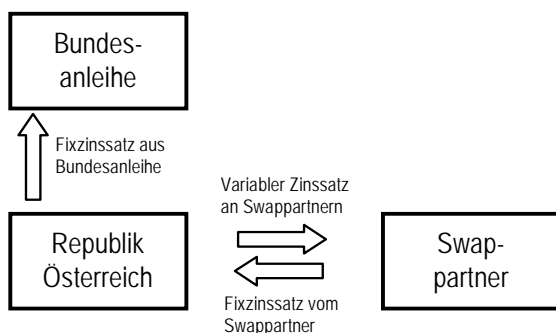 Bundes-
anleihe
Fixzinssatz aus
Bundesanleihe
Variabler Zinssatz
an Swappartnern
Republik
Österreich
Swap-
partner
Fixzinssatz vom
Swappartner